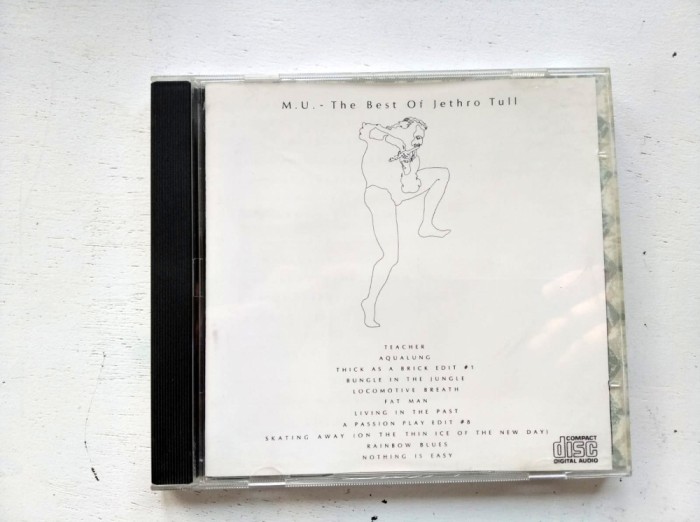 M.U. - The Best Of Jethro Tull
TEACHER
AQUALUNG
THICK AS A BRICK EDIT #1
BUNGLE IN THE JUNGLE
LOCOMOTIVE BREATH
FAT MAN
LIVING IN THE PAST
A PASSION PLAY EDIT #8
SKATING AWAY (ON THE THIN ICE OF THE NEW DAY)
RAINBOW BLUES
NOTHING IS EASY
COMPACT
disc
DIGITAL AUDIO